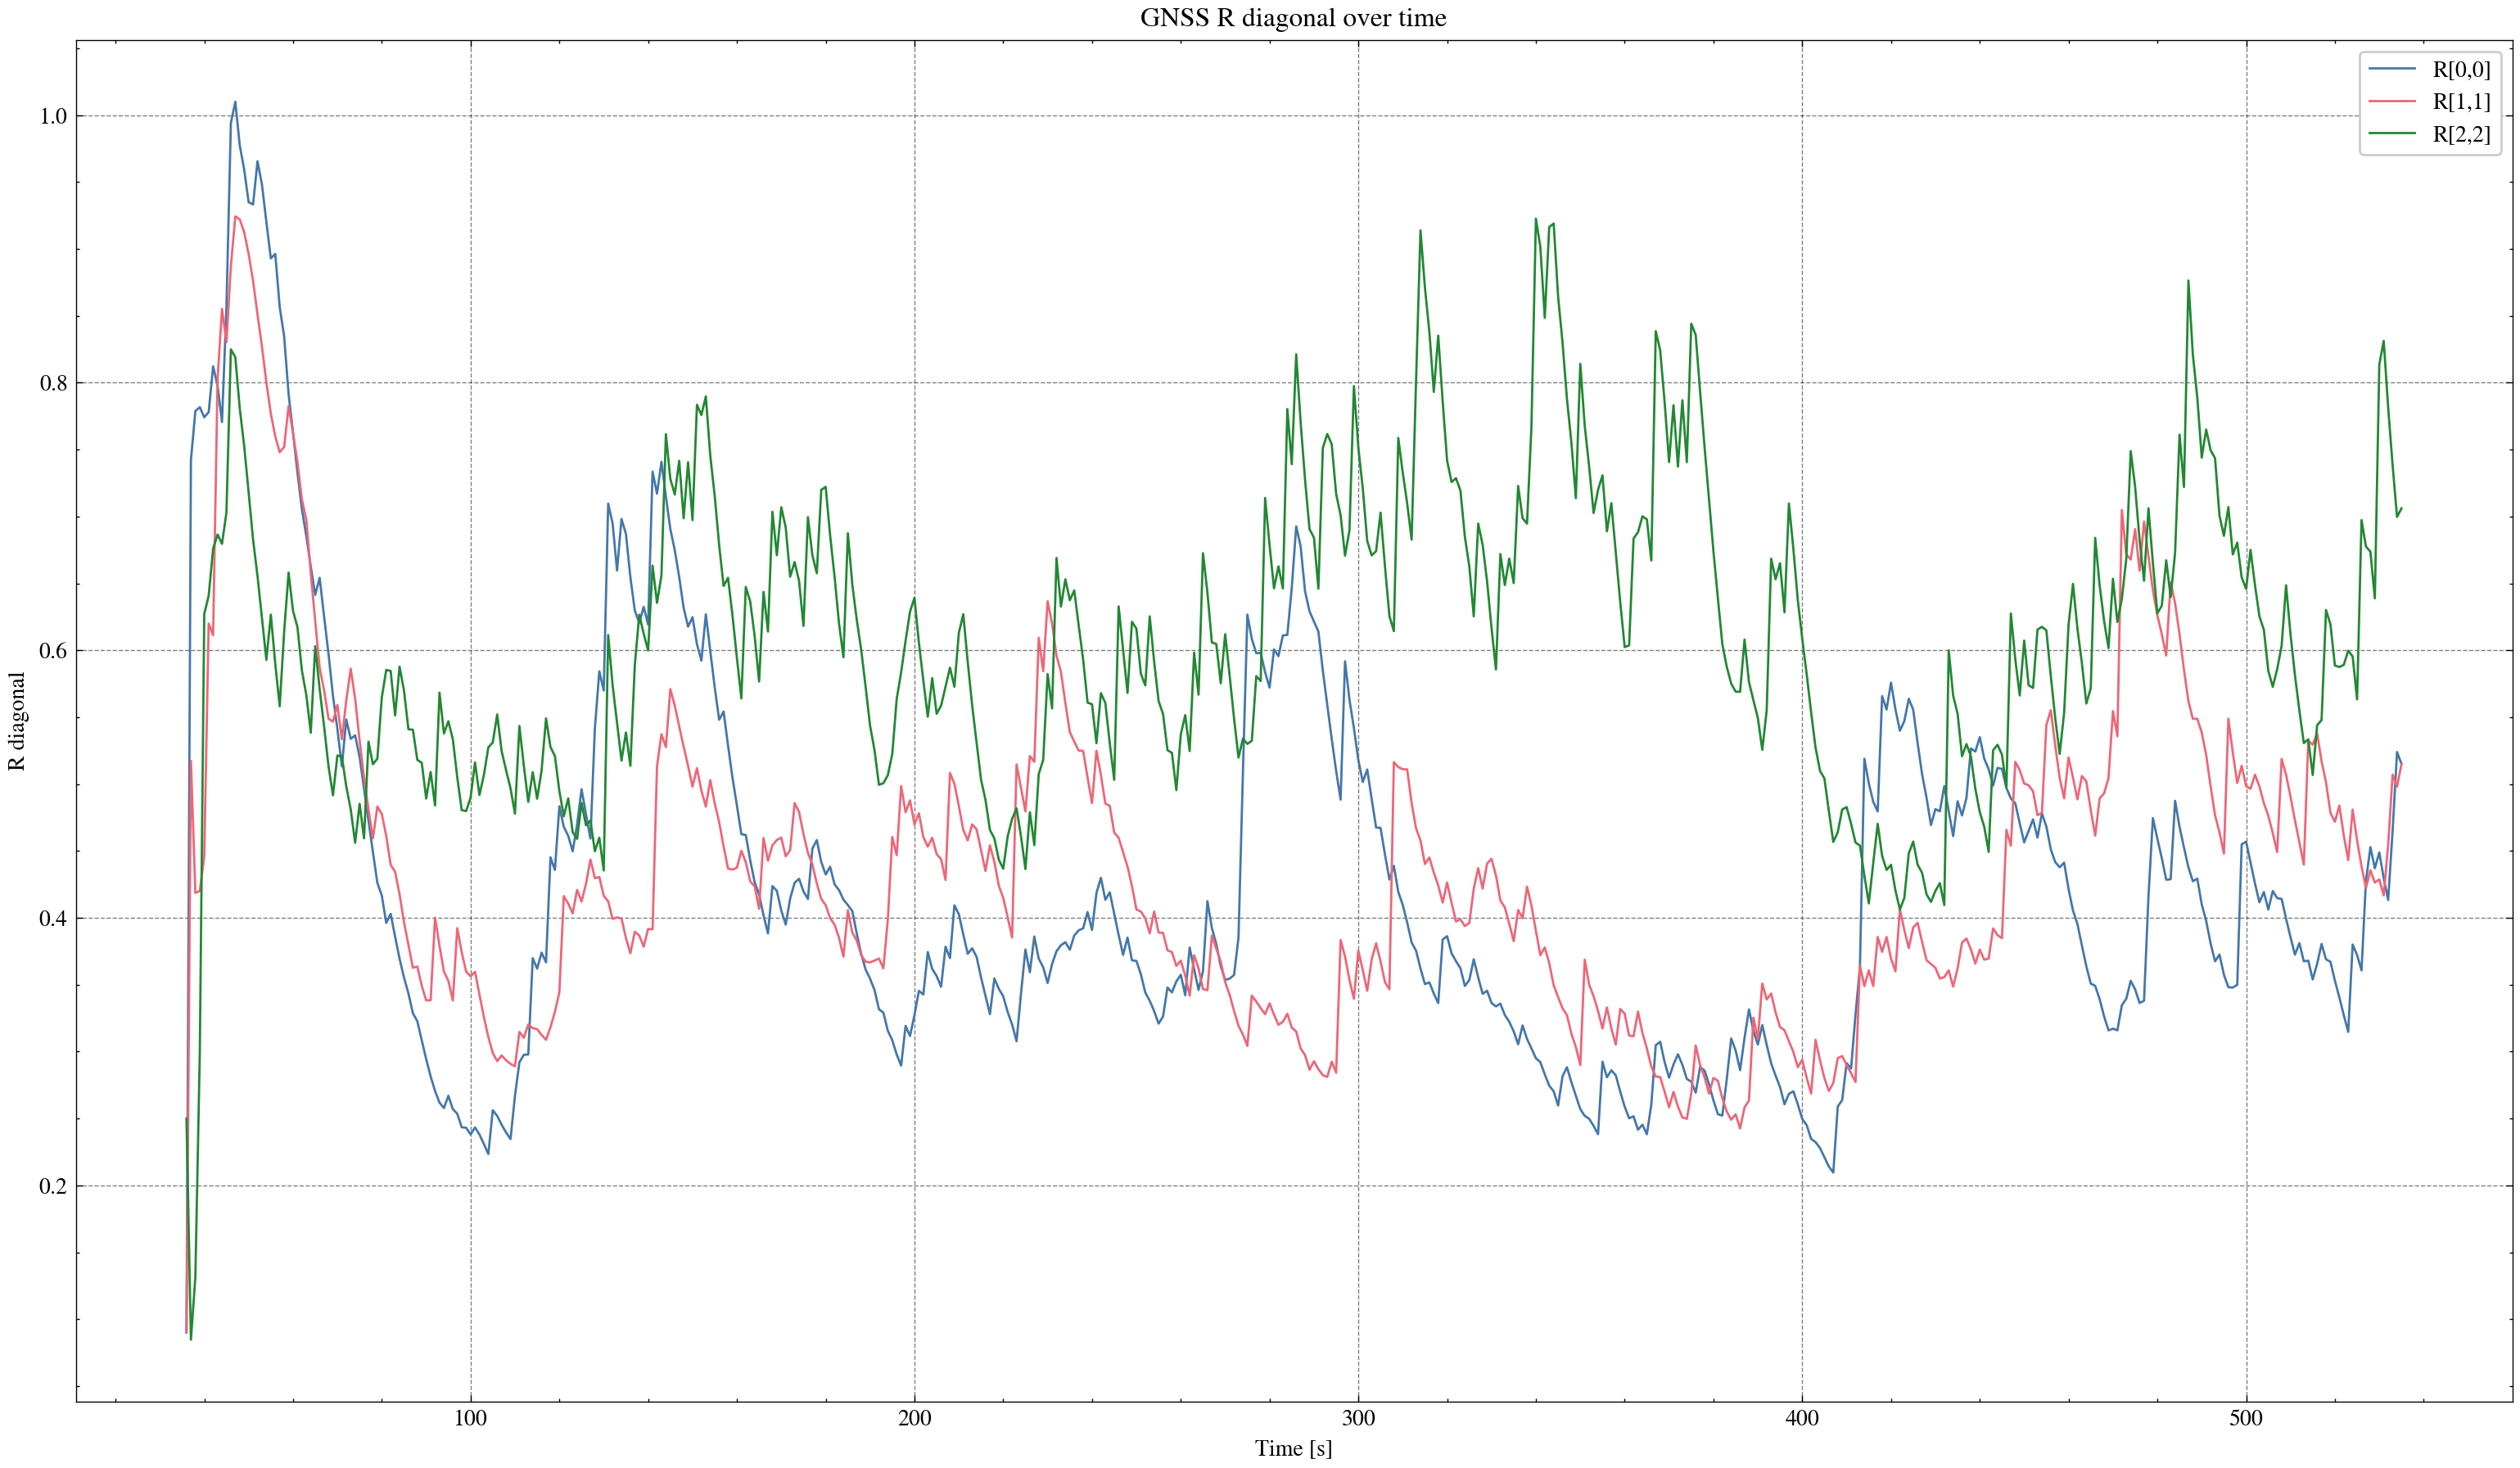 GNSS R diagonal over time
R[0,0]
R[1,1]
R[2,2]
R diagonal
1.0
0.8
0.6
0.4
0.2
100 200 300 400 500
Time [s]